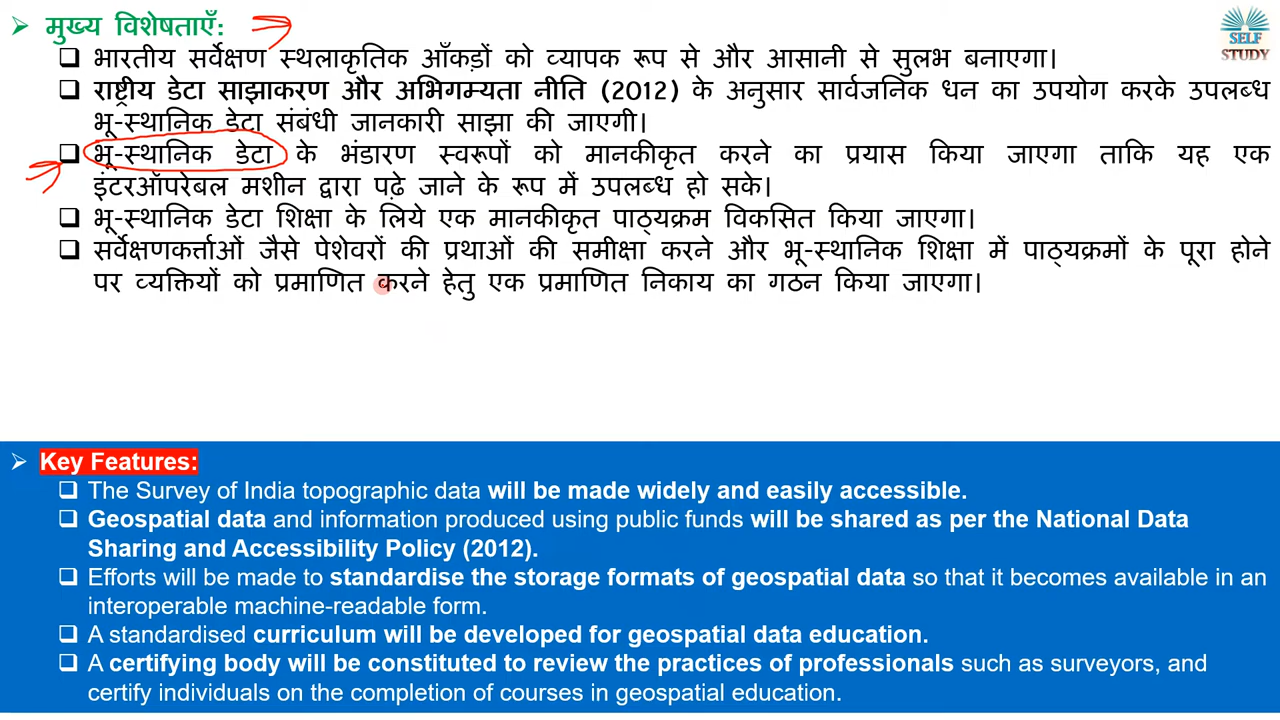 ➢ मुख्य विशेषताएँ:
❑ भारतीय सर्वेक्षण स्थलाकृतिक आँकड़ों को व्यापक रूप से और आसानी से सुलभ बनाएगा।
❑ राष्ट्रीय डेटा साझाकरण और अभिगम्यता नीति (2012) के अनुसार सार्वजनिक धन का उपयोग करके उपलब्ध
भू-स्थानिक डेटा संबंधी जानकारी साझा की जाएगी।
❑ भू-स्थानिक डेटा के भंडारण स्वरूपों को मानकीकृत करने का प्रयास किया जाएगा ताकि यह एक
इंटरऑपरेबल मशीन द्वारा पढ़े जाने के रूप में उपलब्ध हो सके।
❑ भू-स्थानिक डेटा शिक्षा के लिये एक मानकीकृत पाठ्यक्रम विकसित किया जाएगा।
❑ सर्वेक्षणकर्त्ताओं जैसे पेशेवरों की प्रथाओं की समीक्षा करने और भू-स्थानिक शिक्षा में पाठ्यक्रमों के पूरा होने
पर व्यक्तियों को प्रमाणित करने हेतु एक प्रमाणित निकाय का गठन किया जाएगा।
SELF
STUDY
➢ Key Features:
❑ The Survey of India topographic data will be made widely and easily accessible.
❑ Geospatial data and information produced using public funds will be shared as per the National Data
Sharing and Accessibility Policy (2012).
❑ Efforts will be made to standardise the storage formats of geospatial data so that it becomes available in an
interoperable machine-readable form.
❑ A standardised curriculum will be developed for geospatial data education.
❑ A certifying body will be constituted to review the practices of professionals such as surveyors, and
certify individuals on the completion of courses in geospatial education.